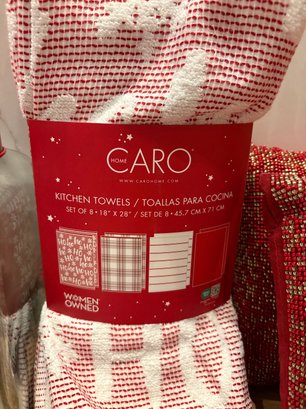 HOME CARO®
WWW.CAROHOME.COM
KITCHEN TOWELS / TOALLAS PARA COCINA
SET OF 8 • 18" X 28" / SET DE 8 • 45,7 CM X 71 CM
WOMEN
OWNED